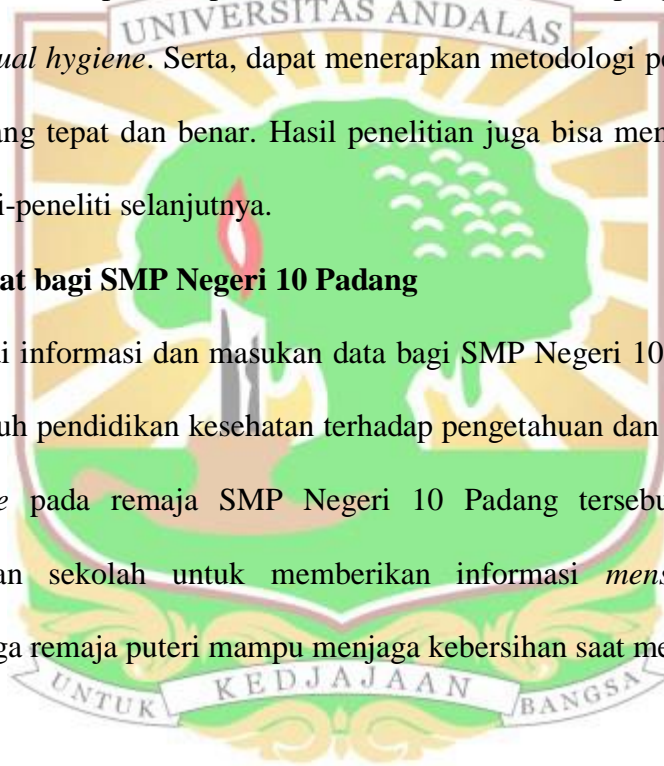 UNIVERSITAS ANDALAS
ual hygiene. Serta, dapat menerapkan metodologi pe
ang tepat dan benar. Hasil penelitian juga bisa men
i-peneliti selanjutnya.
at bagi SMP Negeri 10 Padang
ai informasi dan masukan data bagi SMP Negeri 10
uh pendidikan kesehatan terhadap pengetahuan dan
e pada remaja SMP Negeri 10 Padang tersebu
an sekolah untuk memberikan informasi mens
ga remaja puteri mampu menjaga kebersihan saat me
UNTUK KEDJAJAAN BANGSA